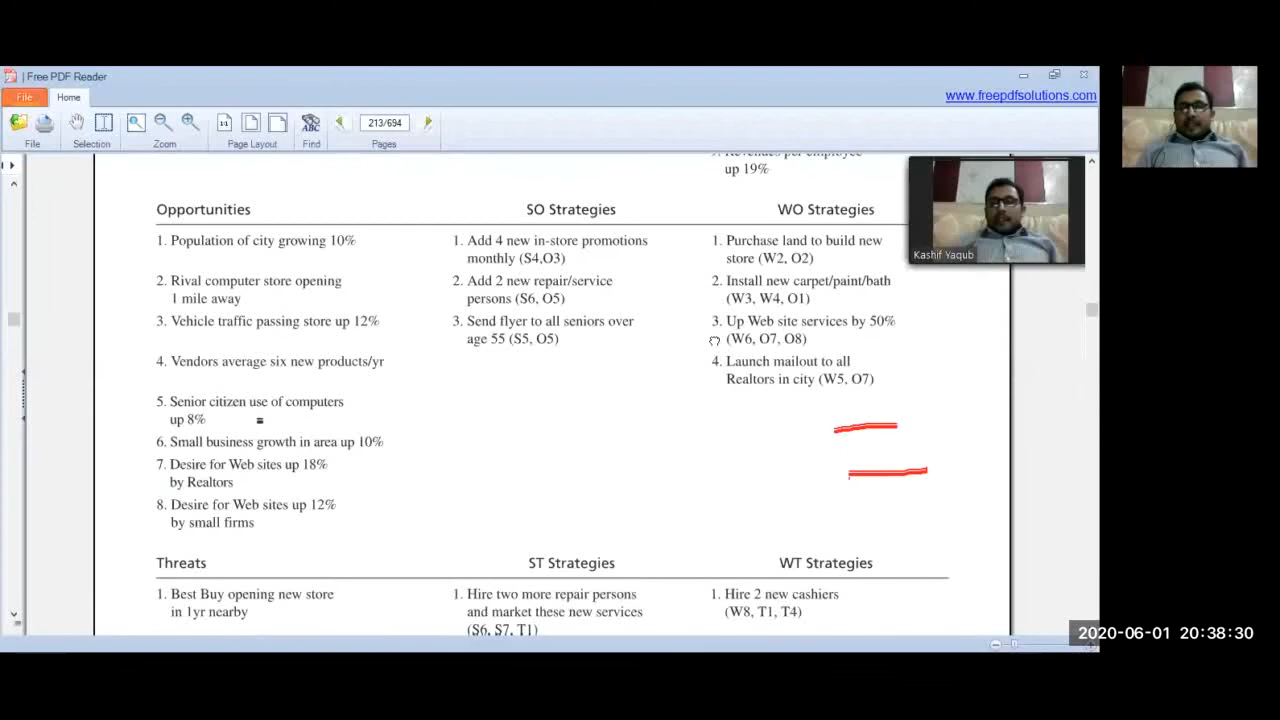 Free PDF Reader
File
Home
www.freepdfsolutions.com
1:1
ABC
213/694
File
Selection
Zoom
Page Layout
Find
Pages
9. Revenues per employee
up 19%
Kashif Yaqub
Opportunities
1. Population of city growing 10%
2. Rival computer store opening
1 mile away
3. Vehicle traffic passing store up 12%
4. Vendors average six new products/yr
5. Senior citizen use of computers
up 8%
6. Small business growth in area up 10%
7. Desire for Web sites up 18%
by Realtors
8. Desire for Web sites up 12%
by small firms
SO Strategies
1. Add 4 new in-store promotions
monthly (S4,O3)
2. Add 2 new repair/service
persons (S6, O5)
3. Send flyer to all seniors over
age 55 (S5, O5)
WO Strategies
1. Purchase land to build new
store (W2, O2)
2. Install new carpet/paint/bath
(W3, W4, O1)
3. Up Web site services by 50%
(W6, O7, O8)
4. Launch mailout to all
Realtors in city (W5, O7)
Threats
1. Best Buy opening new store
in 1yr nearby
ST Strategies
1. Hire two more repair persons
and market these new services
(S6, S7, T1)
WT Strategies
1. Hire 2 new cashiers
(W8, T1, T4)
2020-06-01 20:38:30